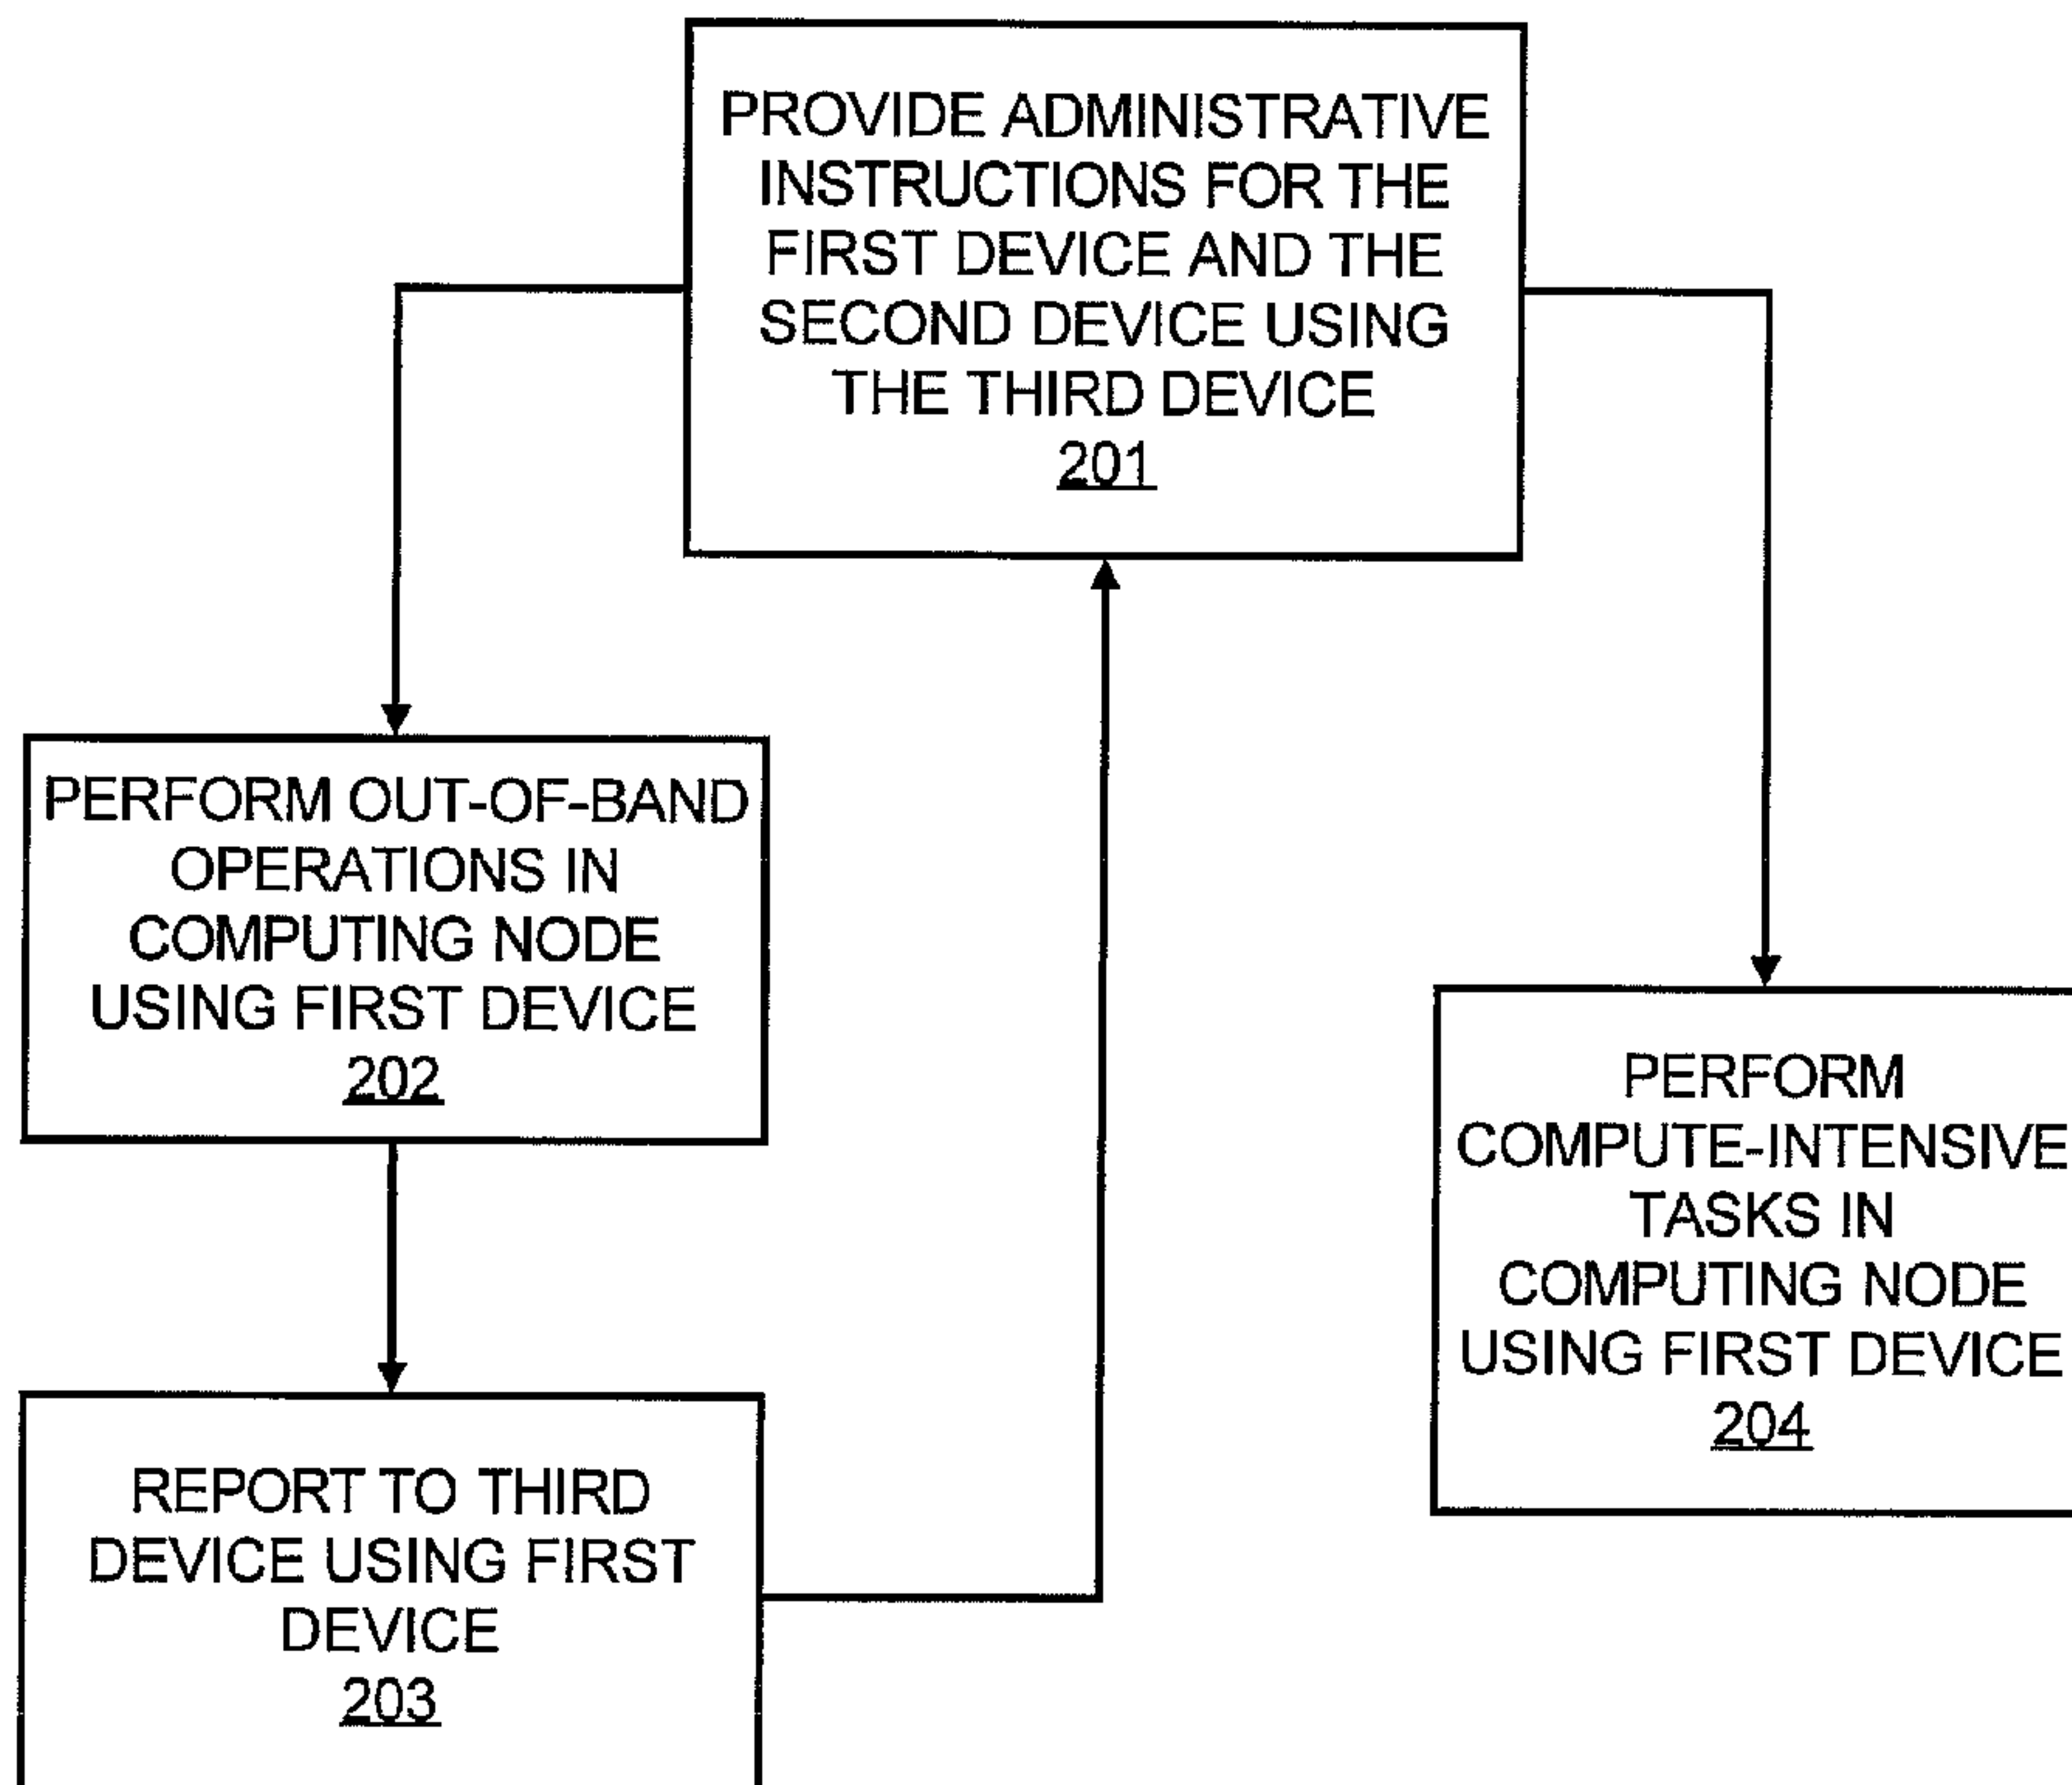 PROVIDE ADMINISTRATIVE
INSTRUCTIONS FOR THE
FIRST DEVICE AND THE
SECOND DEVICE USING
THE THIRD DEVICE
201
PERFORM OUT-OF-BAND
OPERATIONS IN
COMPUTING NODE
USING FIRST DEVICE
202
PERFORM
COMPUTE-INTENSIVE
TASKS IN
COMPUTING NODE
USING FIRST DEVICE
204
REPORT TO THIRD
DEVICE USING FIRST
DEVICE
203